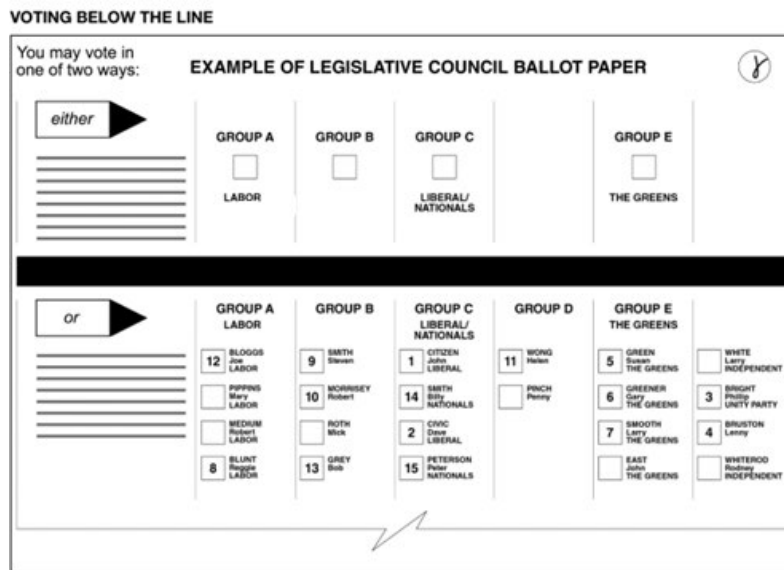 VOTING BELOW THE LINE
You may vote in
one of two ways:
EXAMPLE OF LEGISLATIVE COUNCIL BALLOT PAPER
either
GROUP A
LABOR
GROUP B
GROUP C
LIBERAL/
NATIONALS
GROUP E
THE GREENS
or
GROUP A
LABOR
12 BLOGGS
Joe
LABOR
PIPPINS
Mary
LABOR
MEDIUM
Robert
LABOR
8 BLUNT
Reggie
LABOR
GROUP B
9 SMITH
Steven
10 MORRISEY
Robert
ROTH
Mick
13 GREY
Bob
GROUP C
LIBERAL/
NATIONALS
1 CITIZEN
John
LIBERAL
14 SMITH
Billy
NATIONALS
2 CIVIC
Dave
LIBERAL
15 PETERSON
Peter
NATIONALS
GROUP D
11 WONG
Helen
PINCH
Penny
GROUP E
THE GREENS
5 GREEN
Susan
THE GREENS
6 GREENER
Gary
THE GREENS
7 SMOOTH
Larry
THE GREENS
EAST
John
THE GREENS
WHITE
Larry
INDEPENDENT
3 BRIGHT
Phillip
UNITY PARTY
4 BRUSTON
Lenny
WHITEROD
Rodney
INDEPENDENT